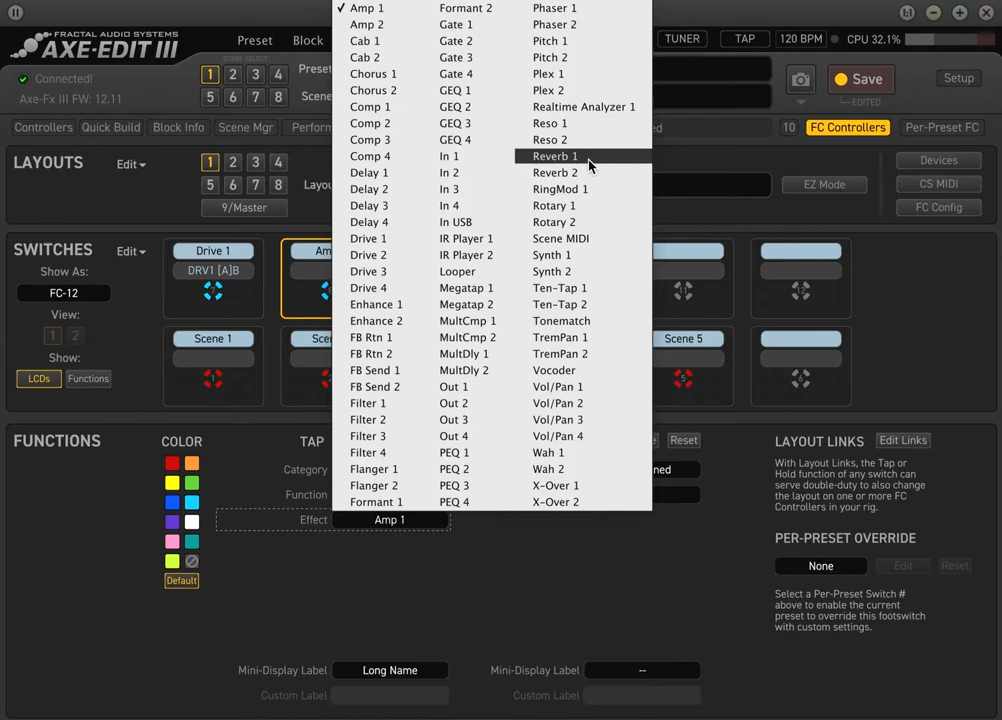 FRACTAL AUDIO SYSTEMS
AXE-EDIT III
Preset Block
SCENE SELECT
1 2 3 4
5 6 7 8
Preset
Scene
Connected!
Axe-Fx III FW: 12.11
TUNER TAP 120 BPM CPU 32.1%
1:1
Save
EDITED
Setup
Controllers Quick Build Block Info Scene Mgr Perform ed 10 FC Controllers Per-Preset FC
LAYOUTS Edit 1 2 3 4
5 6 7 8 Layou
9/Master
EZ Mode
Devices
CS MIDI
FC Config
SWITCHES Edit
Show As:
FC-12
View:
1 2
Show:
LCDs Functions
Drive 1 Am
DRV1 [A]B
7 11 12
Scene 1 Sce Scene 5
1 5 6
✓ Amp 1
Amp 2
Cab 1
Cab 2
Chorus 1
Chorus 2
Comp 1
Comp 2
Comp 3
Comp 4
Delay 1
Delay 2
Delay 3
Delay 4
Drive 1
Drive 2
Drive 3
Drive 4
Enhance 1
Enhance 2
FB Rtn 1
FB Rtn 2
FB Send 1
FB Send 2
Filter 1
Filter 2
Filter 3
Filter 4
Flanger 1
Flanger 2
Formant 1
Formant 2
Gate 1
Gate 2
Gate 3
Gate 4
GEQ 1
GEQ 2
GEQ 3
GEQ 4
In 1
In 2
In 3
In 4
In USB
IR Player 1
IR Player 2
Looper
Megatap 1
Megatap 2
MultCmp 1
MultCmp 2
MultDly 1
MultDly 2
Out 1
Out 2
Out 3
Out 4
PEQ 1
PEQ 2
PEQ 3
PEQ 4
Phaser 1
Phaser 2
Pitch 1
Pitch 2
Plex 1
Plex 2
Realtime Analyzer 1
Reso 1
Reso 2
Reverb 1
Reverb 2
RingMod 1
Rotary 1
Rotary 2
Scene MIDI
Synth 1
Synth 2
Ten-Tap 1
Ten-Tap 2
Tonematch
TremPan 1
TremPan 2
Vocoder
Vol/Pan 1
Vol/Pan 2
Vol/Pan 3
Vol/Pan 4
Wah 1
Wah 2
X-Over 1
X-Over 2
FUNCTIONS
COLOR
Default
TAP
Category
Function
Effect Amp 1
e Reset
ned
Mini-Display Label Long Name
Custom Label
Mini-Display Label --
Custom Label
LAYOUT LINKS Edit Links
With Layout Links, the Tap or
Hold function of any switch can
serve double-duty to also change
the layout on one or more FC
Controllers in your rig.
PER-PRESET OVERRIDE
None Edit Reset
Select a Per-Preset Switch #
above to enable the current
preset to override this footswitch
with custom settings.